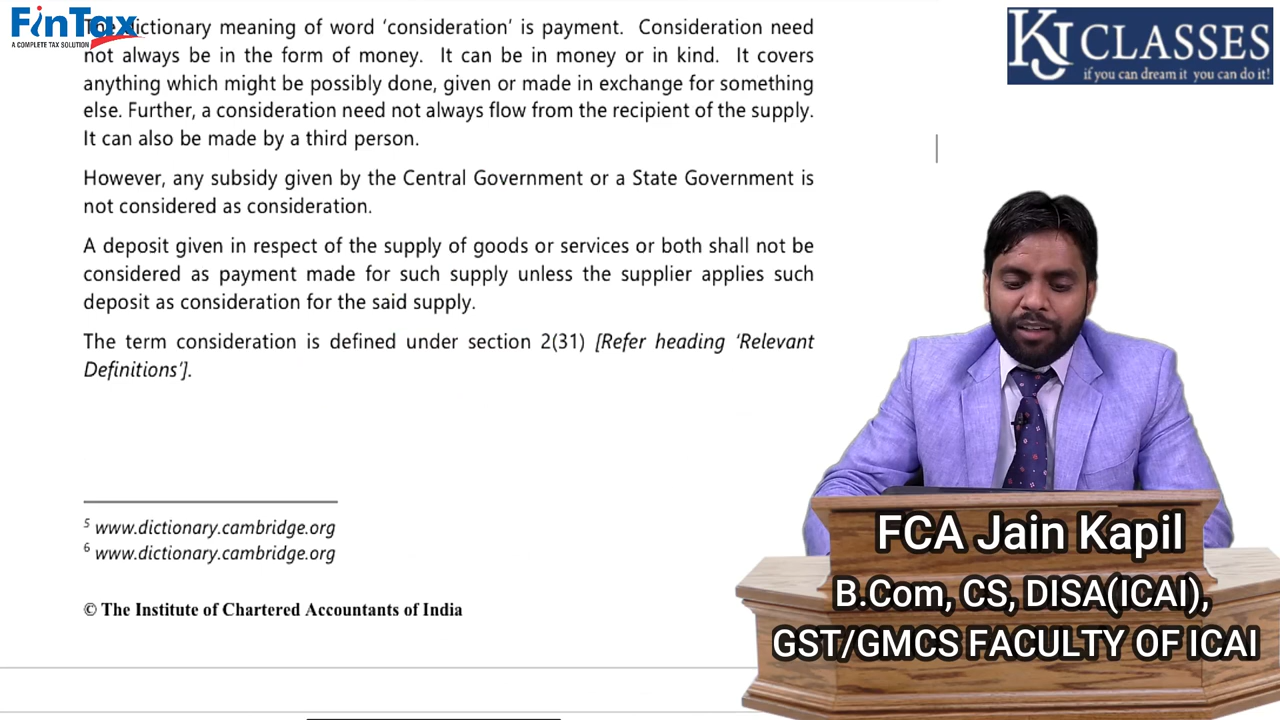 FinTax
A COMPLETE TAX SOLUTION
KJ CLASSES
if you can dream it you can do it!
The dictionary meaning of word ‘consideration’ is payment. Consideration need
not always be in the form of money. It can be in money or in kind. It covers
anything which might be possibly done, given or made in exchange for something
else. Further, a consideration need not always flow from the recipient of the supply.
It can also be made by a third person.
However, any subsidy given by the Central Government or a State Government is
not considered as consideration.
A deposit given in respect of the supply of goods or services or both shall not be
considered as payment made for such supply unless the supplier applies such
deposit as consideration for the said supply.
The term consideration is defined under section 2(31) [Refer heading ‘Relevant
Definitions’].
5 www.dictionary.cambridge.org
6 www.dictionary.cambridge.org
© The Institute of Chartered Accountants of India
FCA Jain Kapil
B.Com, CS, DISA(ICAI),
GST/GMCS FACULTY OF ICAI